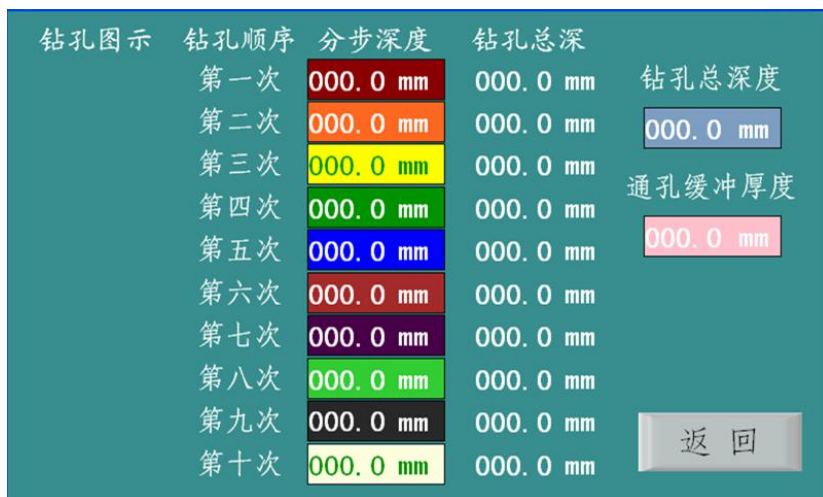 钻孔图示 钻孔顺序 分步深度 钻孔总深
第一次 000.0 mm 000.0 mm 钻孔总深度
第二次 000.0 mm 000.0 mm 000.0 mm
第三次 000.0 mm 000.0 mm 通孔缓冲厚度
第四次 000.0 mm 000.0 mm
第五次 000.0 mm 000.0 mm 000.0 mm
第六次 000.0 mm 000.0 mm
第七次 000.0 mm 000.0 mm
第八次 000.0 mm 000.0 mm
第九次 000.0 mm 000.0 mm 返回
第十次 000.0 mm 000.0 mm